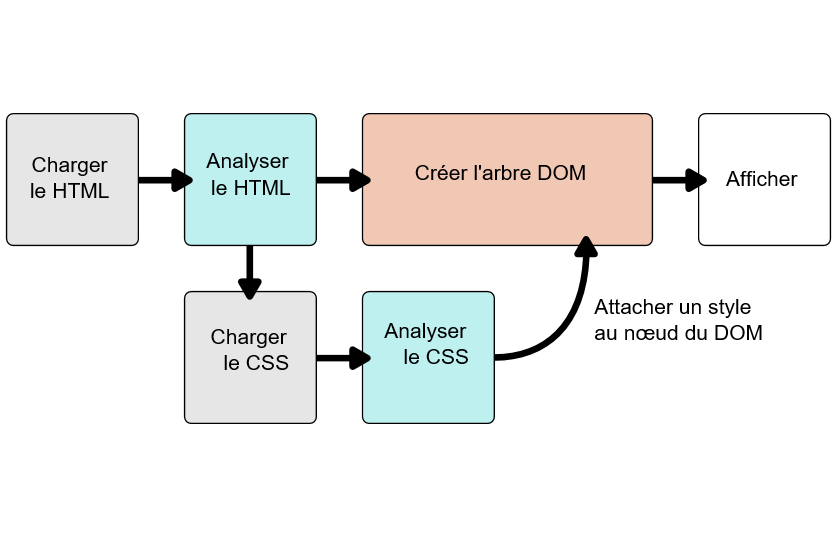 Charger
le HTML
Analyser
le HTML
Créer l'arbre DOM
Afficher
Charger
le CSS
Analyser
le CSS
Attacher un style
au nœud du DOM